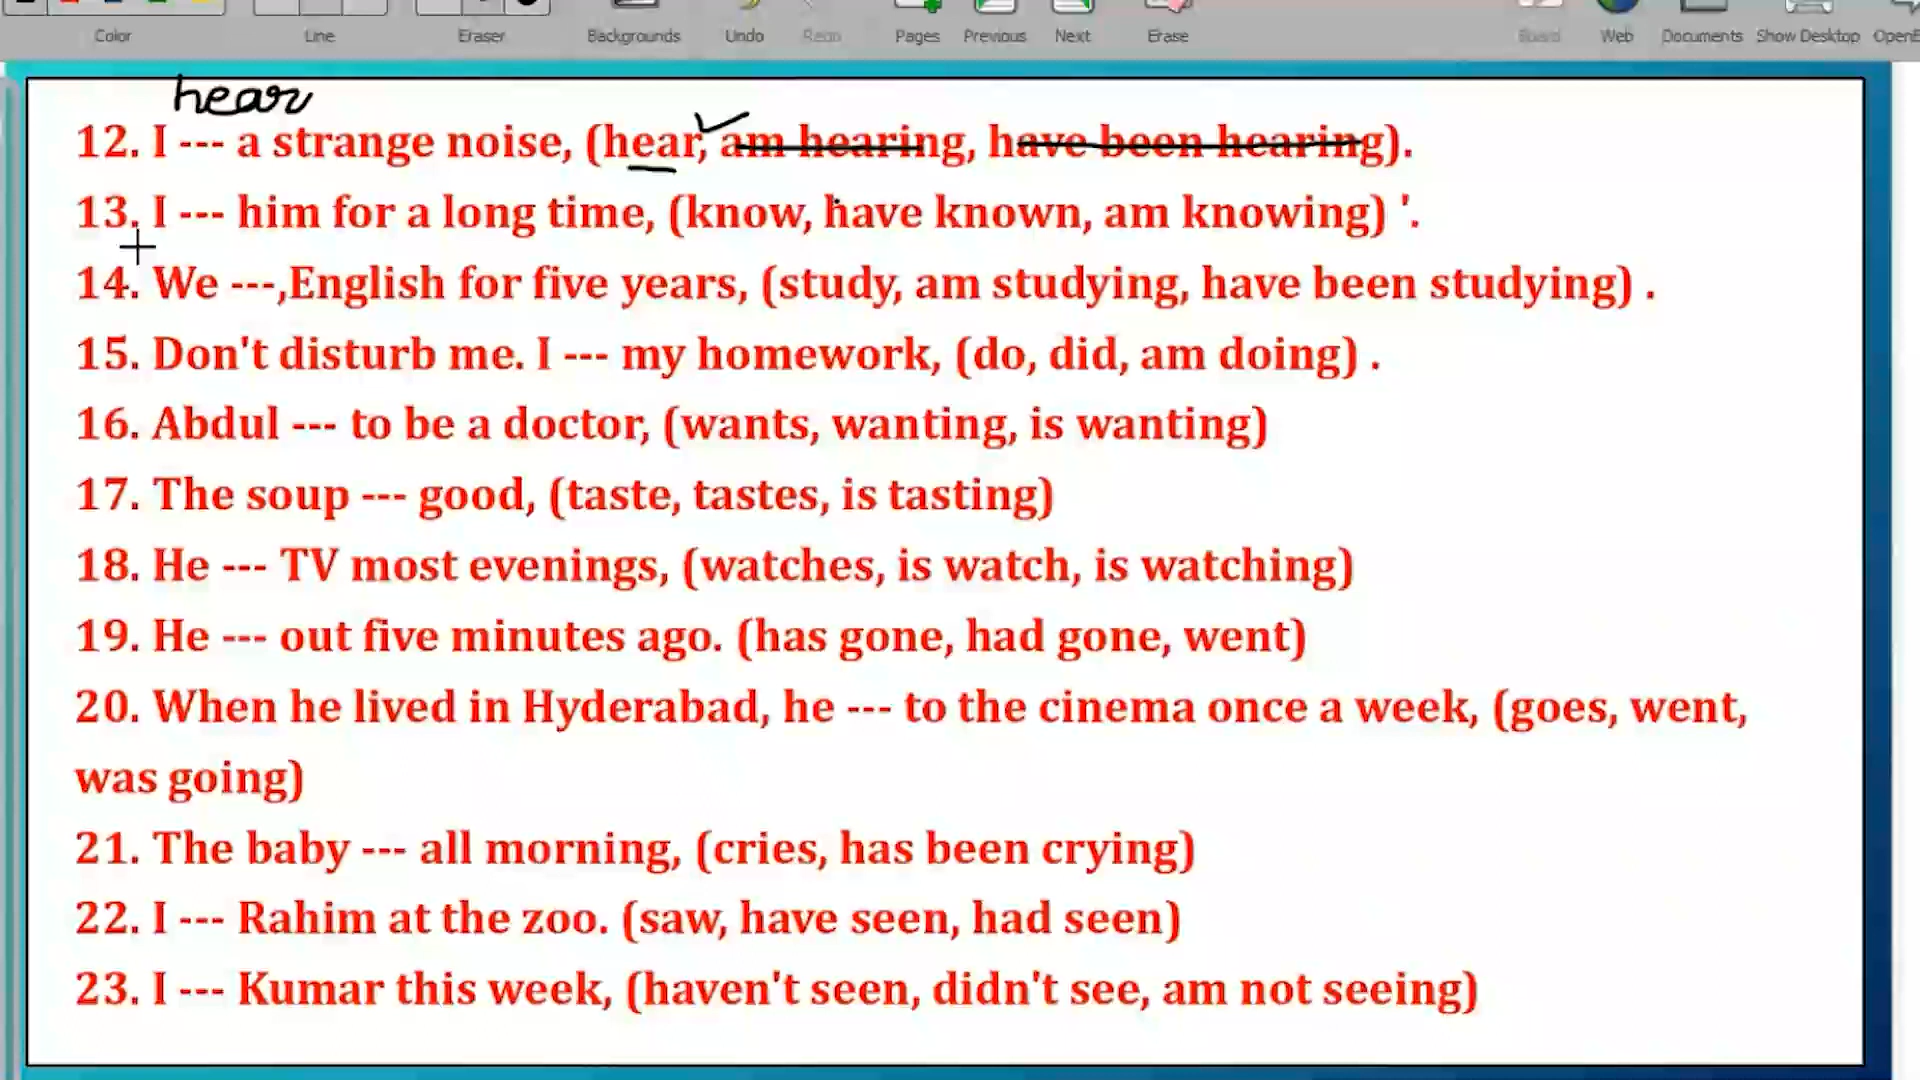 Color Line Eraser Backgrounds Undo Redo Pages Previous Next Erase Board Web Documents Show Desktop
hear
12. I --- a strange noise, (hear, am hearing, have been hearing).
13. I --- him for a long time, (know, have known, am knowing) '.
14. We ---,English for five years, (study, am studying, have been studying) .
15. Don't disturb me. I --- my homework, (do, did, am doing) .
16. Abdul --- to be a doctor, (wants, wanting, is wanting)
17. The soup --- good, (taste, tastes, is tasting)
18. He --- TV most evenings, (watches, is watch, is watching)
19. He --- out five minutes ago. (has gone, had gone, went)
20. When he lived in Hyderabad, he --- to the cinema once a week, (goes, went,
was going)
21. The baby --- all morning, (cries, has been crying)
22. I --- Rahim at the zoo. (saw, have seen, had seen)
23. I --- Kumar this week, (haven't seen, didn't see, am not seeing)